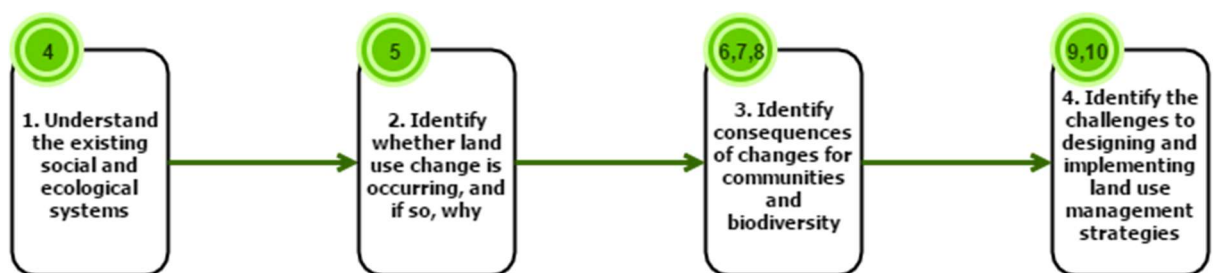 4
1. Understand
the existing
social and
ecological
systems
5
2. Identify
whether land
use change is
occurring, and
if so, why
6,7,8
3. Identify
consequences
of changes for
communities
and
biodiversity
9,10
4. Identify the
challenges to
designing and
implementing
land use
management
strategies